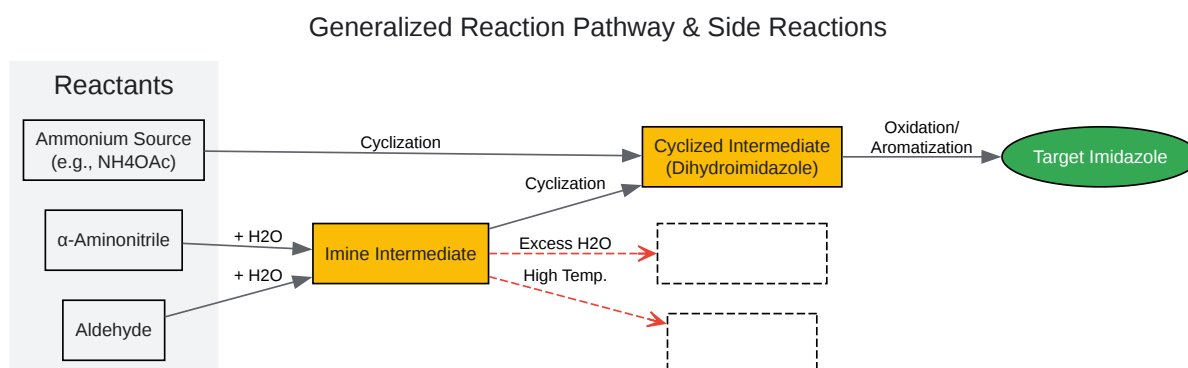 Generalized Reaction Pathway & Side Reactions
Reactants
Ammonium Source
(e.g., NH4OAc)
Cyclization
Cyclized Intermediate
(Dihydroimidazole)
Oxidation/
Aromatization
Target Imidazole
Cyclization
α-Aminonitrile
+ H2O
Imine Intermediate
Excess H2O
+ H2O
High Temp.
Aldehyde